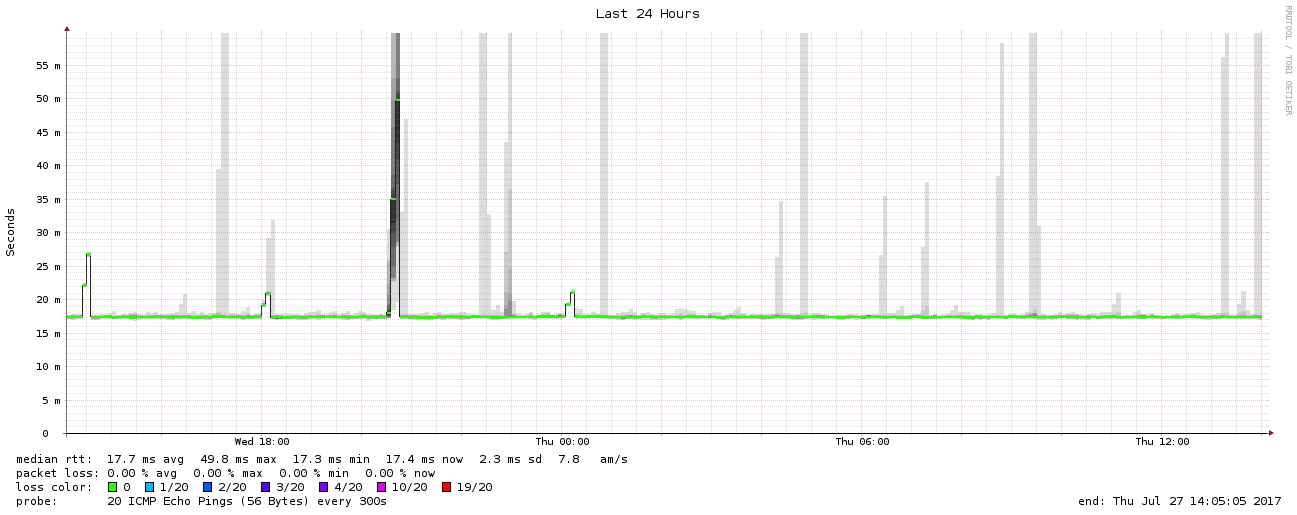 Last 24 Hours
RRDTOOL / TOBI OETIKER
Seconds
55 m
50 m
45 m
40 m
35 m
30 m
25 m
20 m
15 m
10 m
5 m
0
Wed 18:00 Thu 00:00 Thu 06:00 Thu 12:00
median rtt: 17.7 ms avg 49.8 ms max 17.3 ms min 17.4 ms now 2.3 ms sd 7.8 am/s
packet loss: 0.00 % avg 0.00 % max 0.00 % min 0.00 % now
loss color: 0 1/20 2/20 3/20 4/20 10/20 19/20
probe: 20 ICMP Echo Pings (56 Bytes) every 300s end: Thu Jul 27 14:05:05 2017